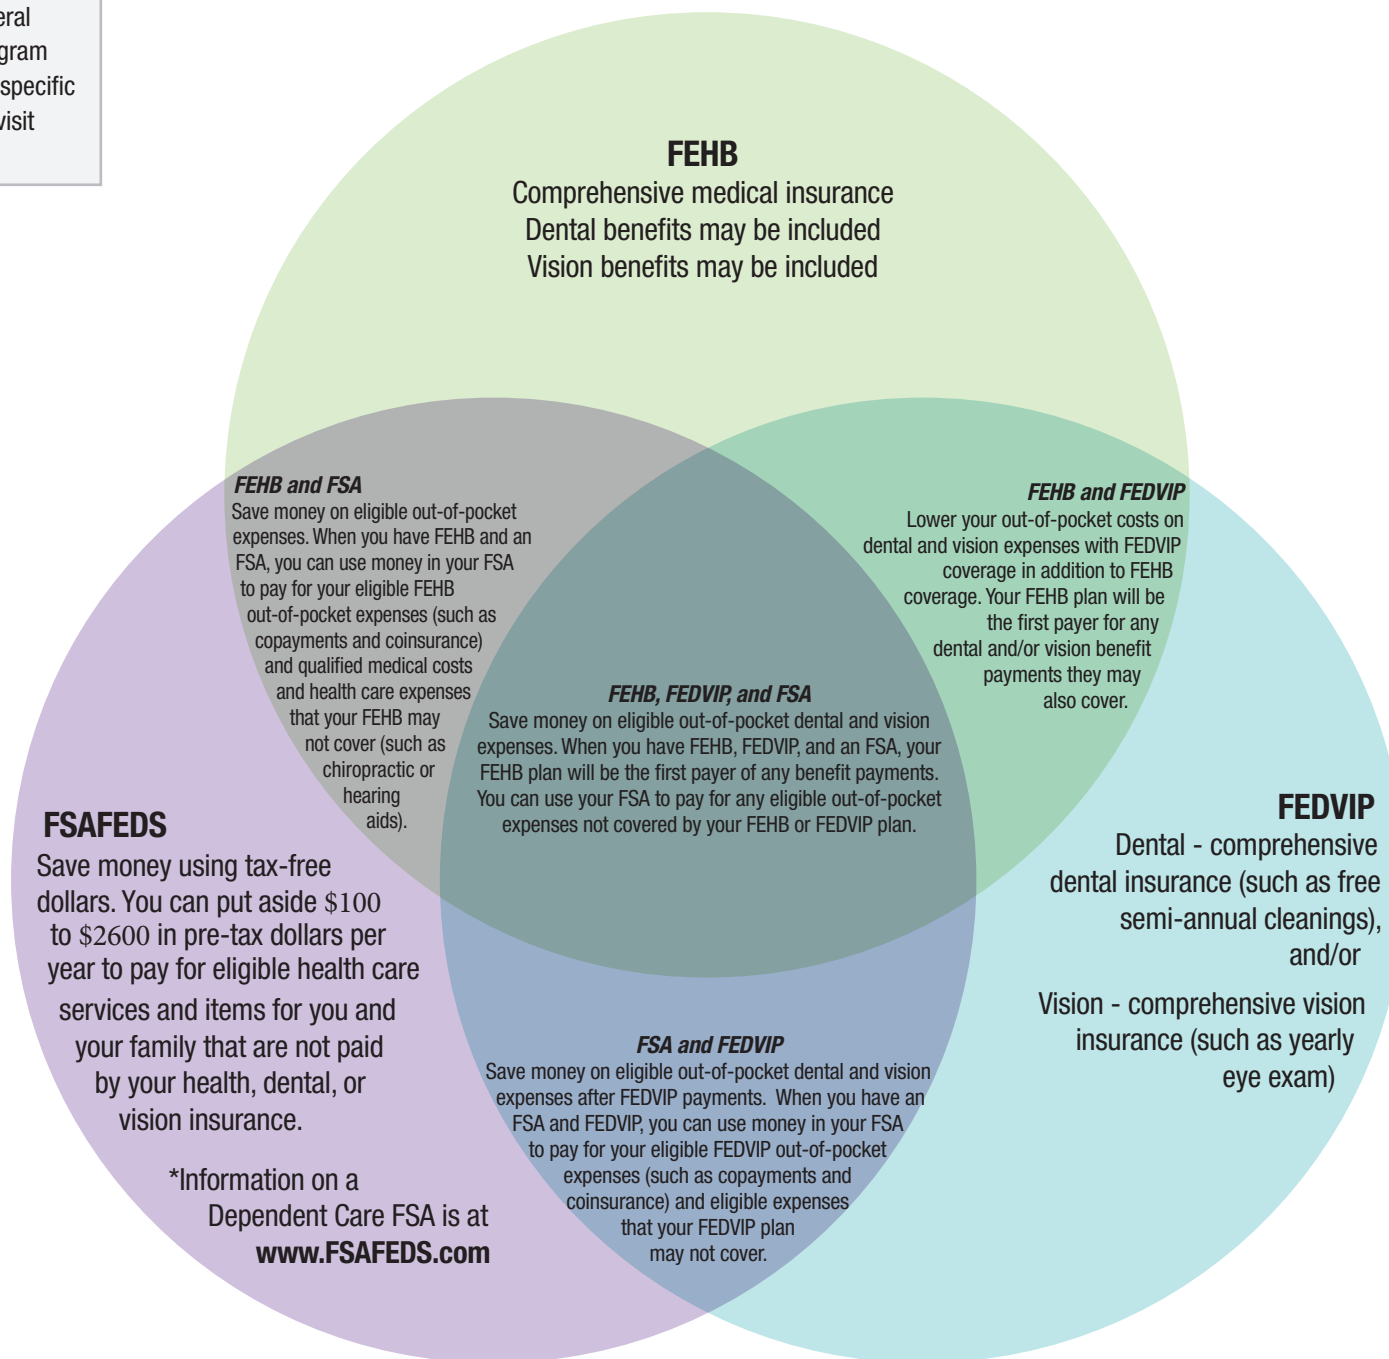 eral
gram
specific
visit
FEHB
Comprehensive medical insurance
Dental benefits may be included
Vision benefits may be included
FEHB and FSA
Save money on eligible out-of-pocket
expenses. When you have FEHB and an
FSA, you can use money in your FSA
to pay for your eligible FEHB
out-of-pocket expenses (such as
copayments and coinsurance)
and qualified medical costs
and health care expenses
that your FEHB may
not cover (such as
chiropractic or
hearing
aids).
FEHB and FEDVIP
Lower your out-of-pocket costs on
dental and vision expenses with FEDVIP
coverage in addition to FEHB
coverage. Your FEHB plan will be
the first payer for any
dental and/or vision benefit
payments they may
also cover.
FEHB, FEDVIP, and FSA
Save money on eligible out-of-pocket dental and vision
expenses. When you have FEHB, FEDVIP, and an FSA, your
FEHB plan will be the first payer of any benefit payments.
You can use your FSA to pay for any eligible out-of-pocket
expenses not covered by your FEHB or FEDVIP plan.
FSAFEDS
Save money using tax-free
dollars. You can put aside $100
to $2600 in pre-tax dollars per
year to pay for eligible health care
services and items for you and
your family that are not paid
by your health, dental, or
vision insurance.
*Information on a
Dependent Care FSA is at
www.FSAFEDS.com
FEDVIP
Dental - comprehensive
dental insurance (such as free
semi-annual cleanings),
and/or
Vision - comprehensive vision
insurance (such as yearly
eye exam)
FSA and FEDVIP
Save money on eligible out-of-pocket dental and vision
expenses after FEDVIP payments.  When you have an
FSA and FEDVIP, you can use money in your FSA
to pay for your eligible FEDVIP out-of-pocket
expenses (such as copayments and
coinsurance) and eligible expenses
that your FEDVIP plan
may not cover.